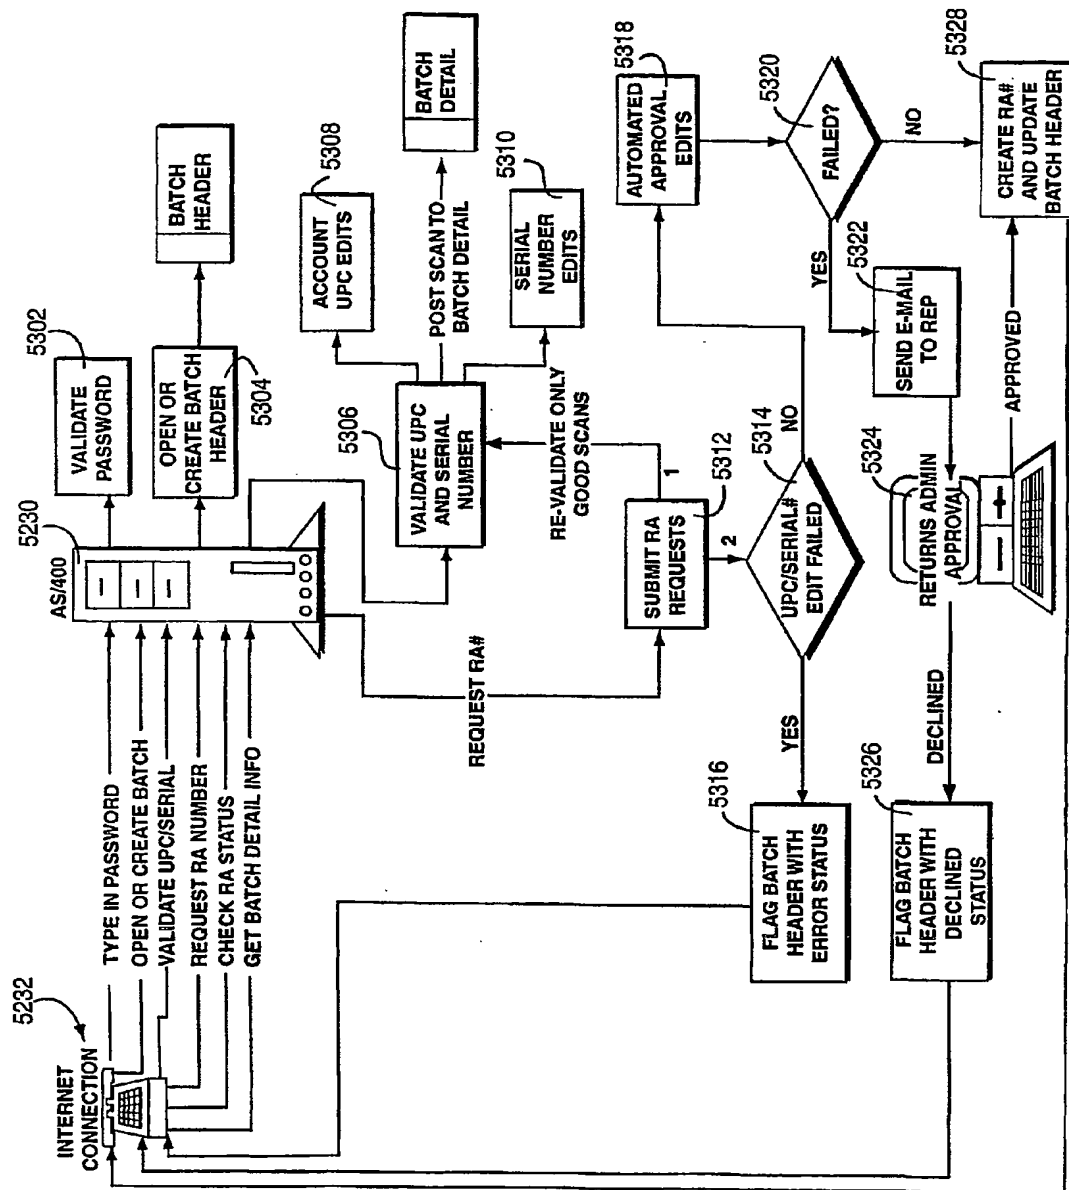 5232
INTERNET
CONNECTION
TYPE IN PASSWORD
OPEN OR CREATE BATCH
VALIDATE UPC/SERIAL
REQUEST RA NUMBER
CHECK RA STATUS
GET BATCH DETAIL INFO
5230
AS/400
5302
VALIDATE
PASSWORD
OPEN OR
CREATE BATCH
HEADER
5304
BATCH
HEADER
5306
VALIDATE UPC
AND SERIAL
NUMBER
5308
ACCOUNT
UPC EDITS
POST SCAN TO
BATCH DETAIL
BATCH
DETAIL
5310
SERIAL
NUMBER
EDITS
RE-VALIDATE ONLY
GOOD SCANS
REQUEST RA#
1
5312
SUBMIT RA
REQUESTS
2
5314
UPC/SERIAL#
EDIT FAILED
YES
NO
5316
FLAG BATCH
HEADER WITH
ERROR STATUS
5318
AUTOMATED
APPROVAL
EDITS
5320
FAILED?
YES
NO
5322
SEND E-MAIL
TO REP
5324
RETURNS ADMIN
APPROVAL
DECLINED
APPROVED
5326
FLAG BATCH
HEADER WITH
DECLINED
STATUS
5328
CREATE RA#
AND UPDATE
BATCH HEADER